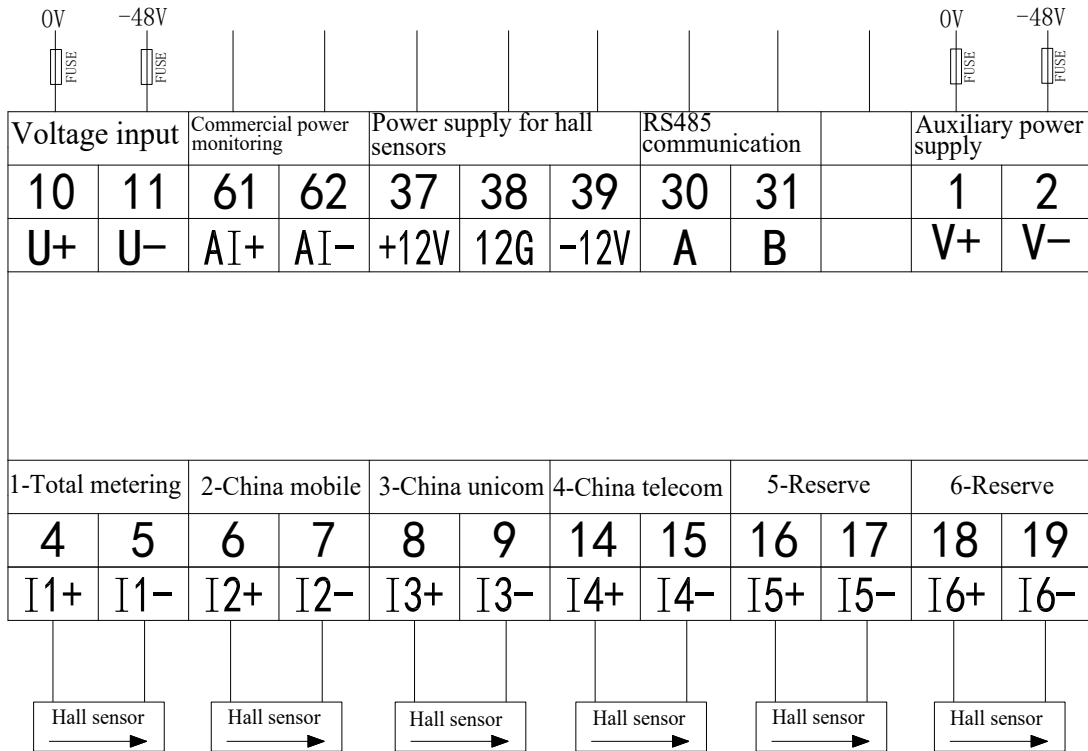 0V -48V 0V -48V
FUSE FUSE FUSE FUSE
Voltage input Commercial power monitoring Power supply for hall sensors RS485 communication Auxiliary power supply
10 11 61 62 37 38 39 30 31 1 2
U+ U- AI+ AI- +12V 12G -12V A B V+ V-
1-Total metering 2-China mobile 3-China unicom 4-China telecom 5-Reserve 6-Reserve
4 5 6 7 8 9 14 15 16 17 18 19
I1+ I1- I2+ I2- I3+ I3- I4+ I4- I5+ I5- I6+ I6-
Hall sensor Hall sensor Hall sensor Hall sensor Hall sensor Hall sensor